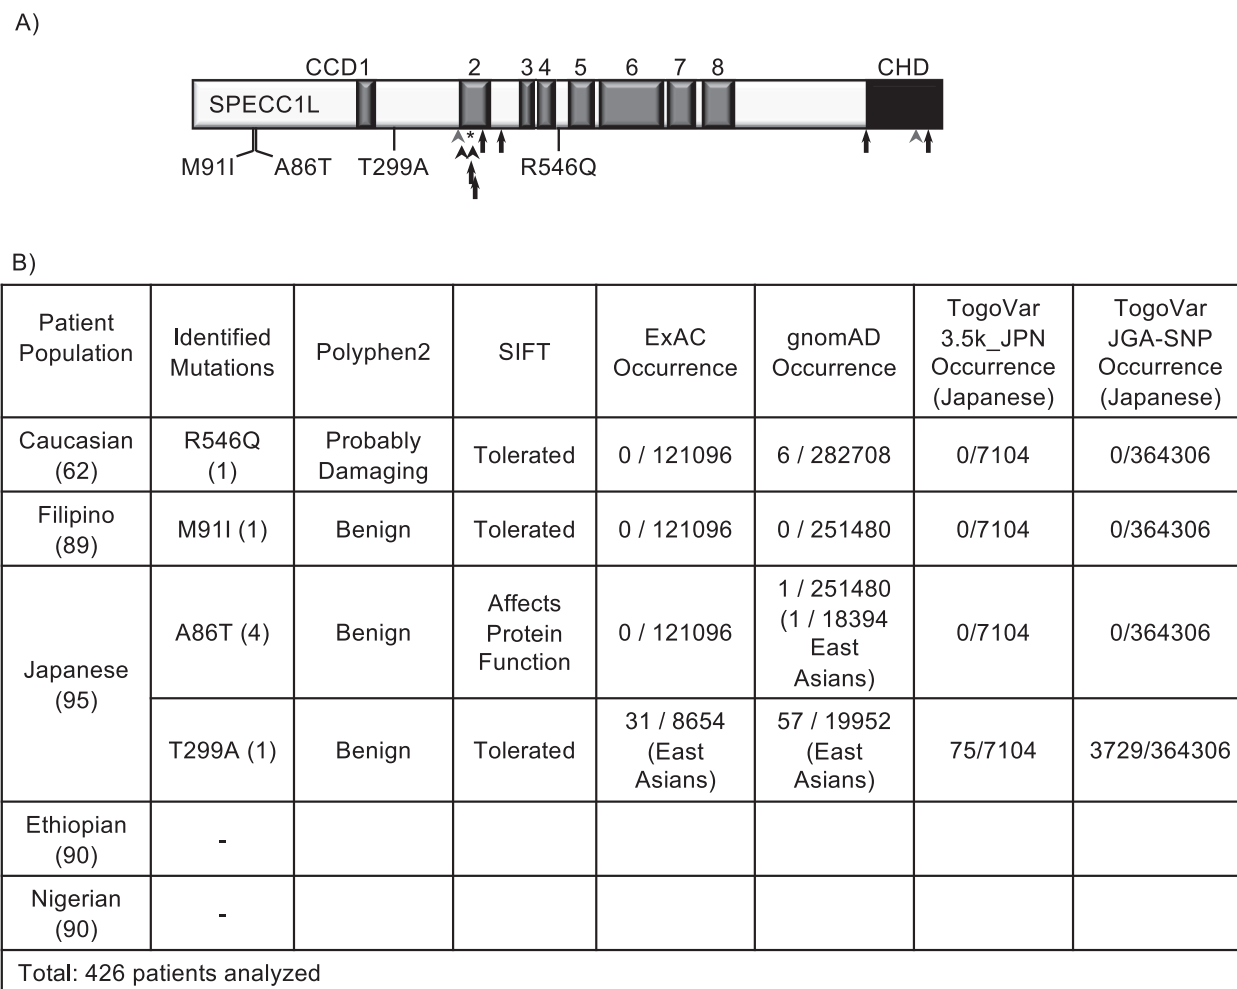 A)
CCD1 2 3 4 5 6 7 8 CHD
SPECC1L
*
M91I A86T T299A R546Q
B)
Patient
Population
Identified
Mutations
Polyphen2
SIFT
ExAC
Occurrence
gnomAD
Occurrence
TogoVar
3.5k_JPN
Occurrence
(Japanese)
TogoVar
JGA-SNP
Occurrence
(Japanese)
Caucasian
(62)
R546Q
(1)
Probably
Damaging
Tolerated
0 / 121096
6 / 282708
0/7104
0/364306
Filipino
(89)
M91I (1)
Benign
Tolerated
0 / 121096
0 / 251480
0/7104
0/364306
Japanese
(95)
A86T (4)
Benign
Affects
Protein
Function
0 / 121096
1 / 251480
(1 / 18394
East
Asians)
0/7104
0/364306
T299A (1)
Benign
Tolerated
31 / 8654
(East
Asians)
57 / 19952
(East
Asians)
75/7104
3729/364306
Ethiopian
(90)
-
Nigerian
(90)
-
Total: 426 patients analyzed